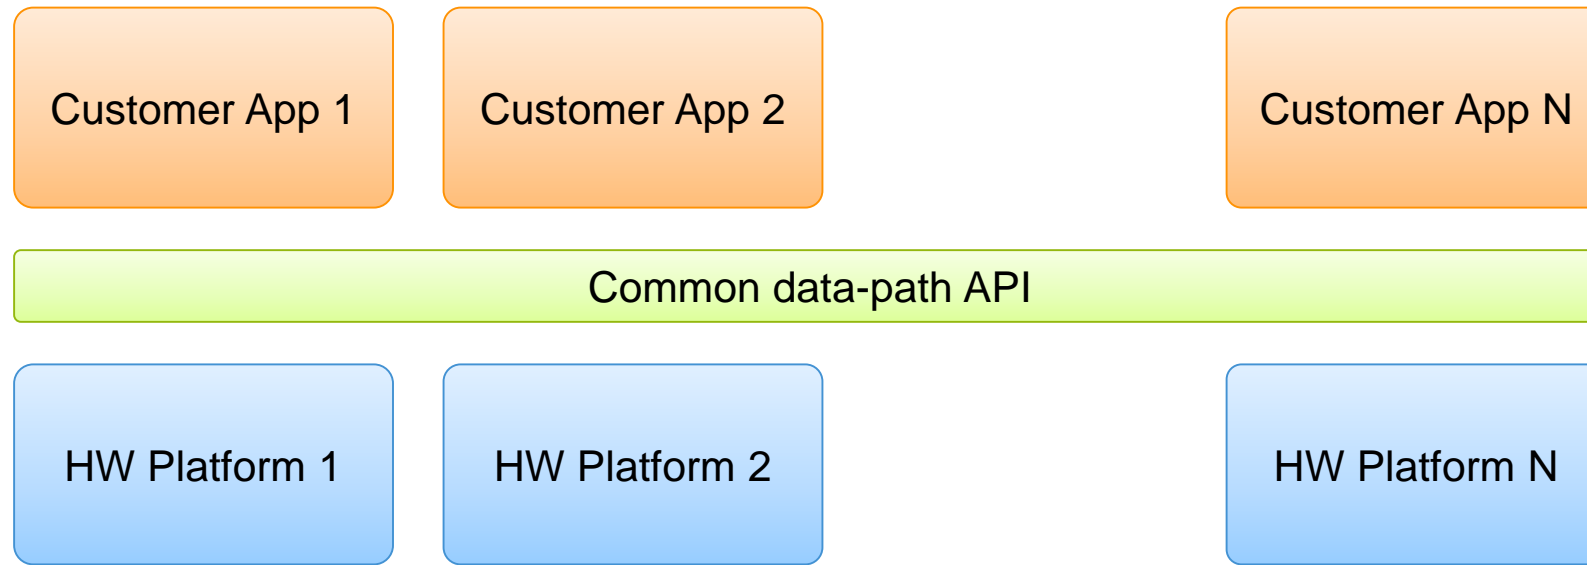 Customer App 1
Customer App 2
Customer App N
Common data-path API
HW Platform 1
HW Platform 2
HW Platform N